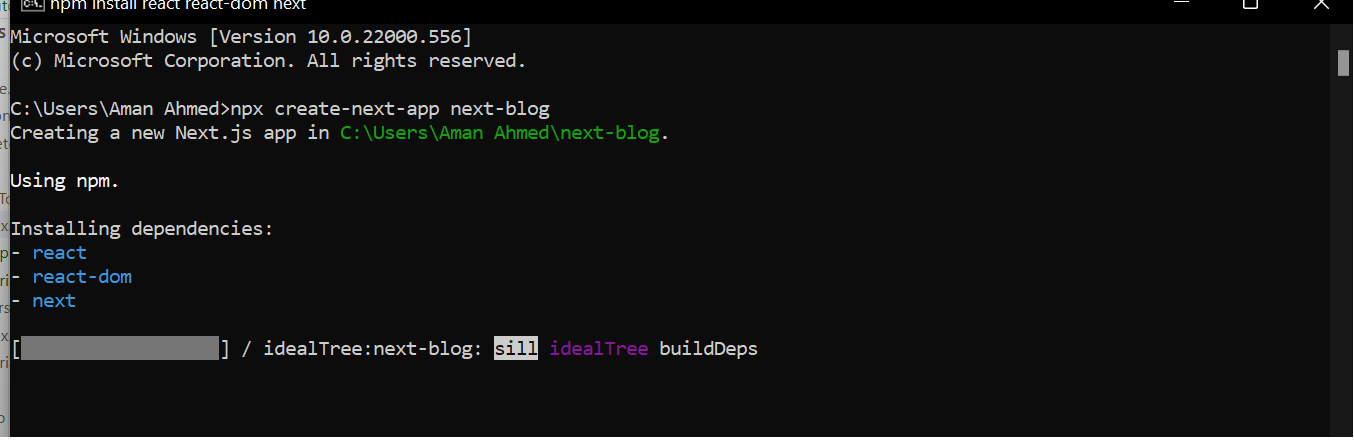 npm install react react-dom next
Microsoft Windows [Version 10.0.22000.556]
(c) Microsoft Corporation. All rights reserved.
C:\Users\Aman Ahmed>npx create-next-app next-blog
Creating a new Next.js app in C:\Users\Aman Ahmed\next-blog.
Using npm.
Installing dependencies:
- react
- react-dom
- next
[                  ] / idealTree:next-blog: sill idealTree buildDeps